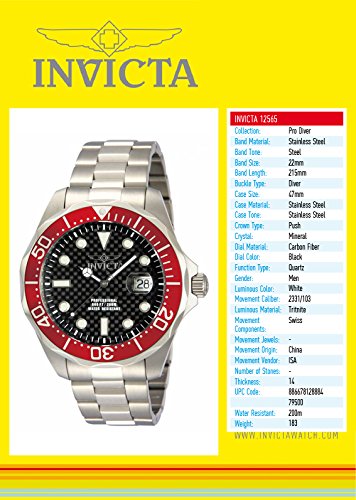 INVICTA
INVICTA 12565
Collection: Pro Diver
Band Material: Stainless Steel
Band Tone: Steel
Band Size: 22mm
Band Length: 215mm
Buckle Type: Diver
Case Size: 47mm
Case Material: Stainless Steel
Case Tone: Stainless Steel
Crown Type: Push
Crystal: Mineral
Dial Material: Carbon Fiber
Dial Color: Black
Function Type: Quartz
Gender: Men
Luminous Color: White
Movement Caliber: 2331/103
Luminous Material: Tritnite
Movement Swiss
Components:
Movement Jewels: -
Movement Origin: China
Movement Vendor: ISA
Number of Stones: -
Thickness: 14
UPC Code: 886678128884
79500
Water Resistant: 200m
Weight: 183
WWW.INVICTAWATCH.COM
INVICTA
28
PROFESSIONAL
660 FT - 200M
WATER RESISTANT
10
20
30
40
50